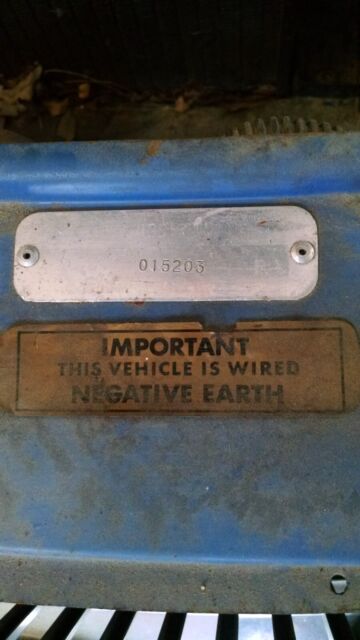 015203
IMPORTANT
THIS VEHICLE IS WIRED
NEGATIVE EARTH